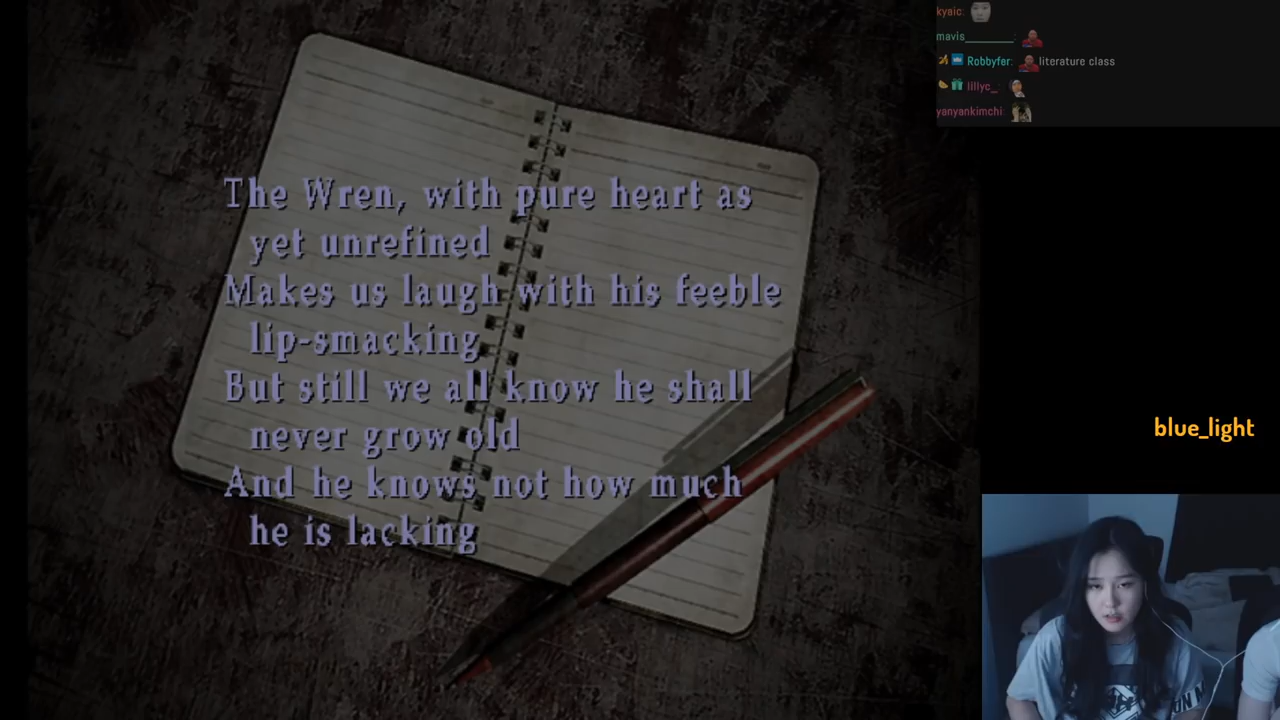 kyaic:
mavis________:
Robbyfer: literature class
lillyc_:
yanyankimchi:
The Wren, with pure heart as
yet unrefined
Makes us laugh with his feeble
lip-smacking
But still we all know he shall
never grow old
And he knows not how much
he is lacking
blue_light